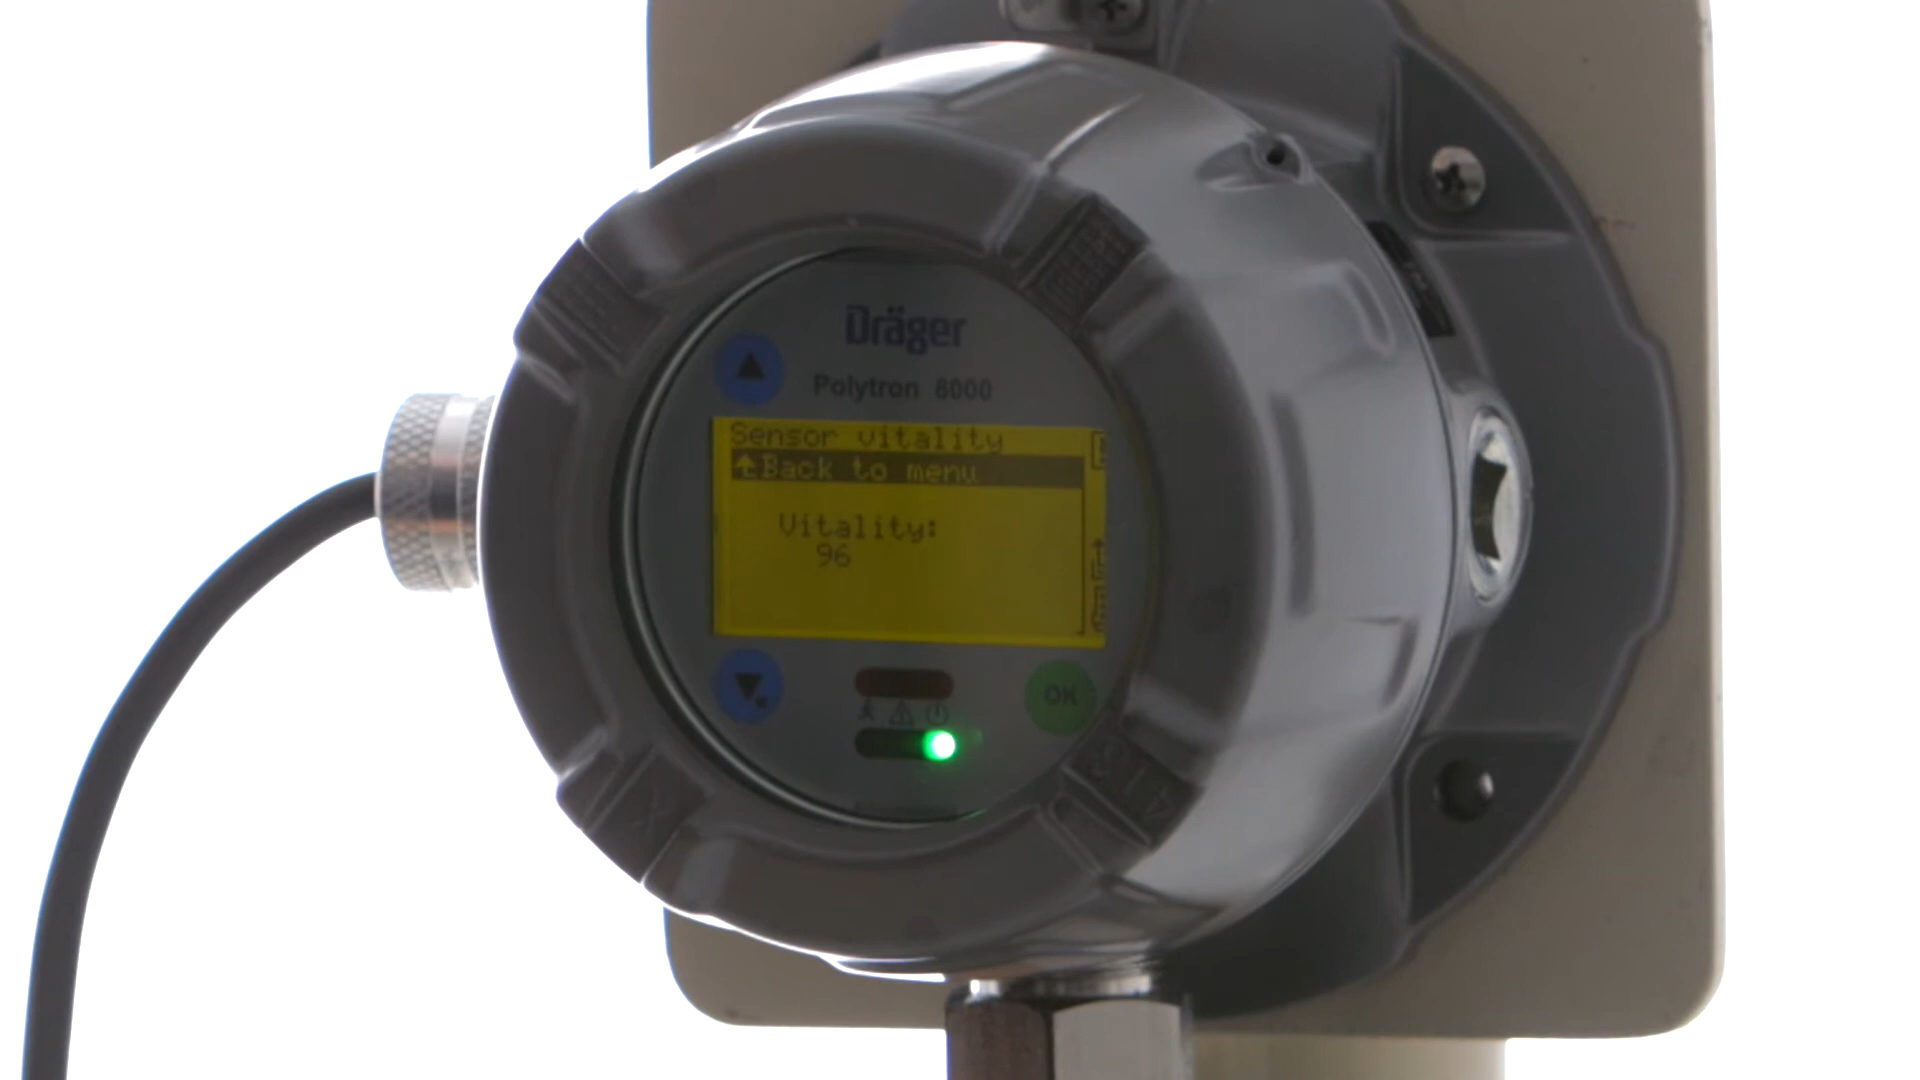 Dräger
Polytron 8000
Sensor vitality
Back to menu
Vitality:
96
OK